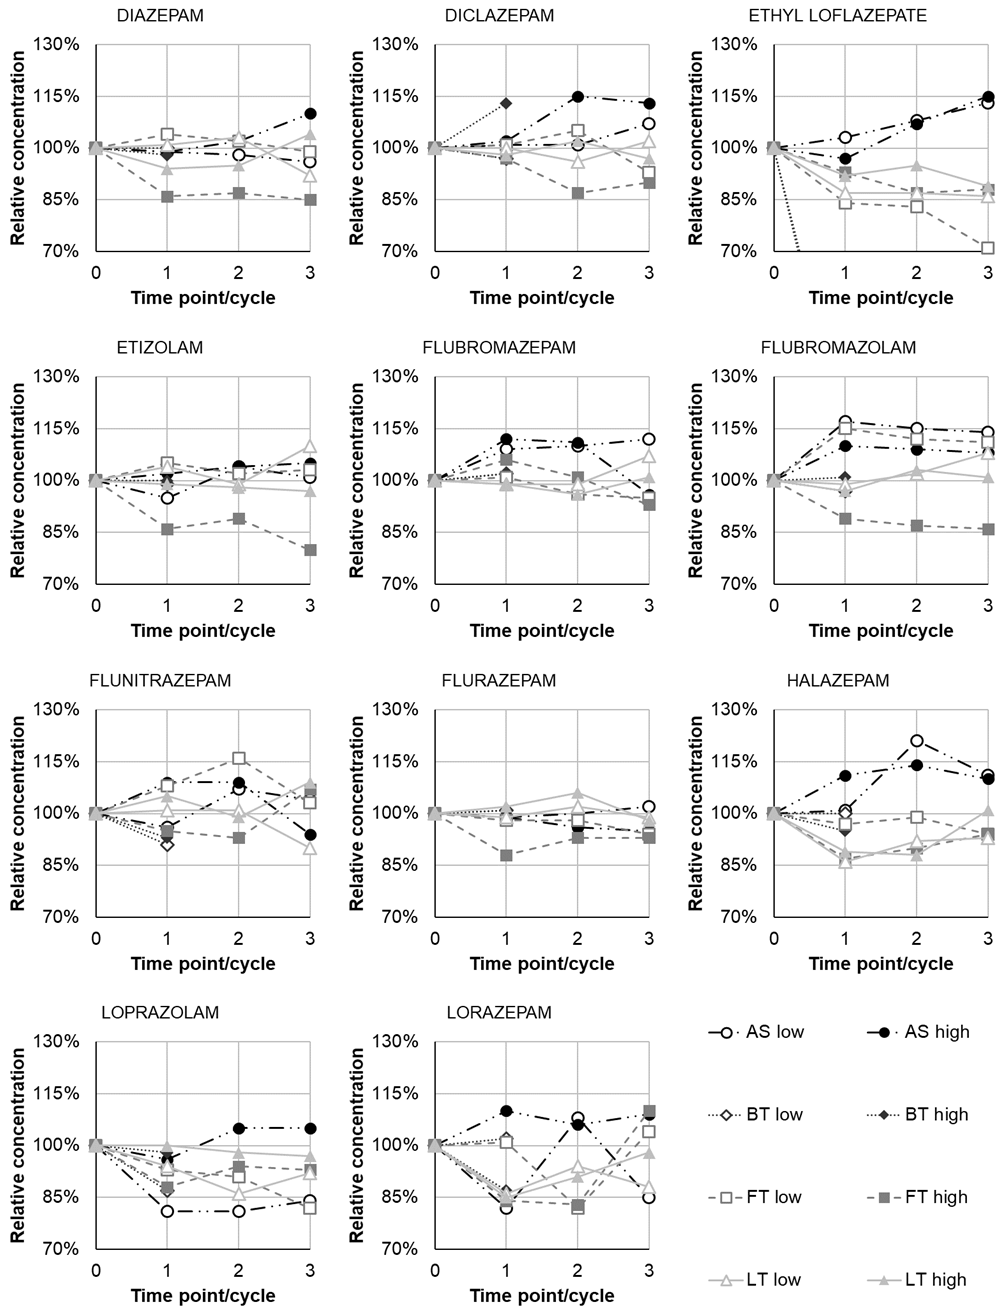 DIAZEPAM
130%
115%
100%
85%
70%
Relative concentration
0 1 2 3
Time point/cycle
DICLAZEPAM
130%
115%
100%
85%
70%
Relative concentration
0 1 2 3
Time point/cycle
ETHYL LOFLAZEPATE
130%
115%
100%
85%
70%
Relative concentration
0 1 2 3
Time point/cycle
ETIZOLAM
130%
115%
100%
85%
70%
Relative concentration
0 1 2 3
Time point/cycle
FLUBROMAZEPAM
130%
115%
100%
85%
70%
Relative concentration
0 1 2 3
Time point/cycle
FLUBROMAZOLAM
130%
115%
100%
85%
70%
Relative concentration
0 1 2 3
Time point/cycle
FLUNITRAZEPAM
130%
115%
100%
85%
70%
Relative concentration
0 1 2 3
Time point/cycle
FLURAZEPAM
130%
115%
100%
85%
70%
Relative concentration
0 1 2 3
Time point/cycle
HALAZEPAM
130%
115%
100%
85%
70%
Relative concentration
0 1 2 3
Time point/cycle
LOPRAZOLAM
130%
115%
100%
85%
70%
Relative concentration
0 1 2 3
Time point/cycle
LORAZEPAM
130%
115%
100%
85%
70%
Relative concentration
0 1 2 3
Time point/cycle
AS low AS high
BT low BT high
FT low FT high
LT low LT high